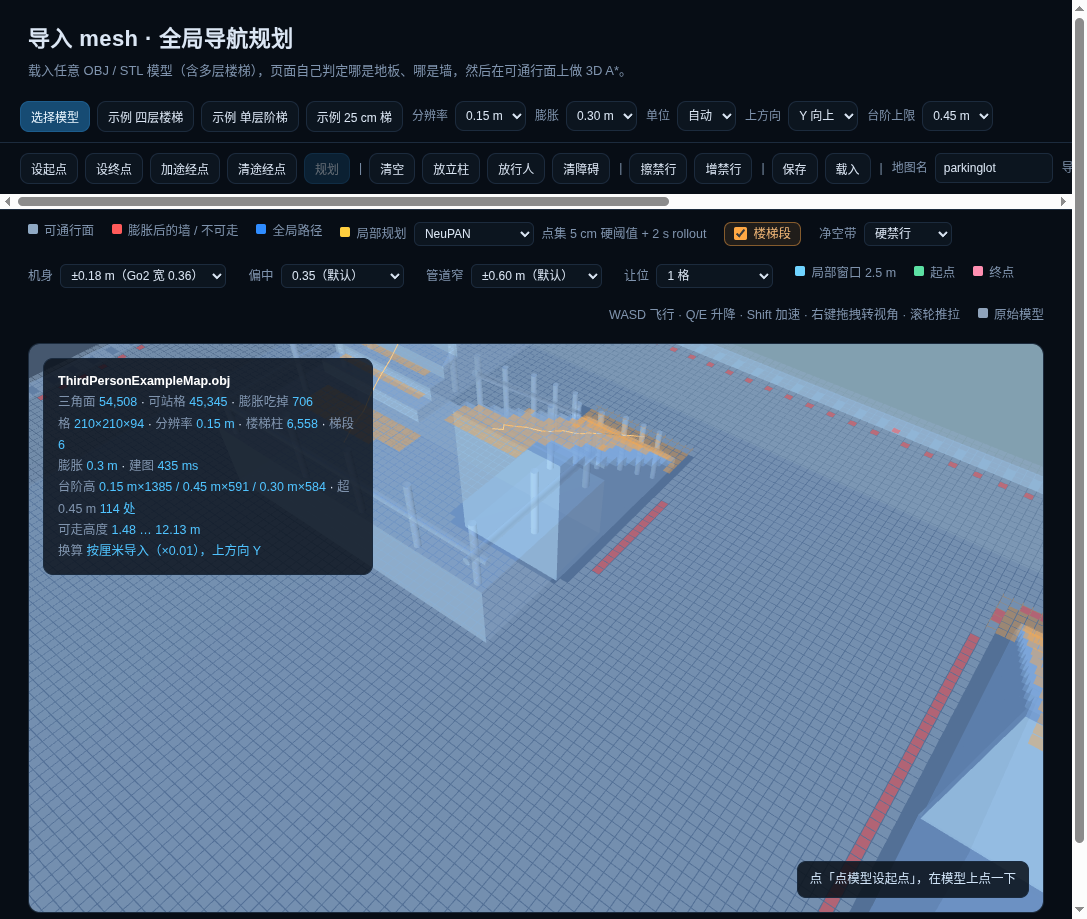 导入 mesh · 全局导航规划
载入任意 OBJ / STL 模型（含多层楼梯），页面自己判定哪是地板、哪是墙，然后在可通行面上做 3D A*。
选择模型 示例 四层楼梯 示例 单层阶梯 示例 25 cm 梯 分辨率 0.15 m 膨胀 0.30 m 单位 自动 上方向 Y 向上 台阶上限 0.45 m
设起点 设终点 加途经点 清途经点 规划 | 清空 放立柱 放行人 清障碍 | 擦禁行 增禁行 | 保存 载入 | 地图名 parkinglot 导
可通行面 膨胀后的墙 / 不可走 全局路径 局部规划 NeuPAN 点集 5 cm 硬阈值 + 2 s rollout 楼梯段 净空带 硬禁行
机身 ±0.18 m（Go2 宽 0.36） 偏中 0.35（默认） 管道窄 ±0.60 m（默认） 让位 1 格 局部窗口 2.5 m 起点 终点
WASD 飞行 · Q/E 升降 · Shift 加速 · 右键拖拽转视角 · 滚轮推拉 原始模型
ThirdPersonExampleMap.obj
三角面 54,508 · 可站格 45,345 · 膨胀吃掉 706
格 210×210×94 · 分辨率 0.15 m · 楼梯柱 6,558 · 梯段
6
膨胀 0.3 m · 建图 435 ms
台阶高 0.15 m×1385 / 0.45 m×591 / 0.30 m×584 · 超
0.45 m 114 处
可走高度 1.48 … 12.13 m
换算 按厘米导入（×0.01），上方向 Y
点「点模型设起点」，在模型上点一下